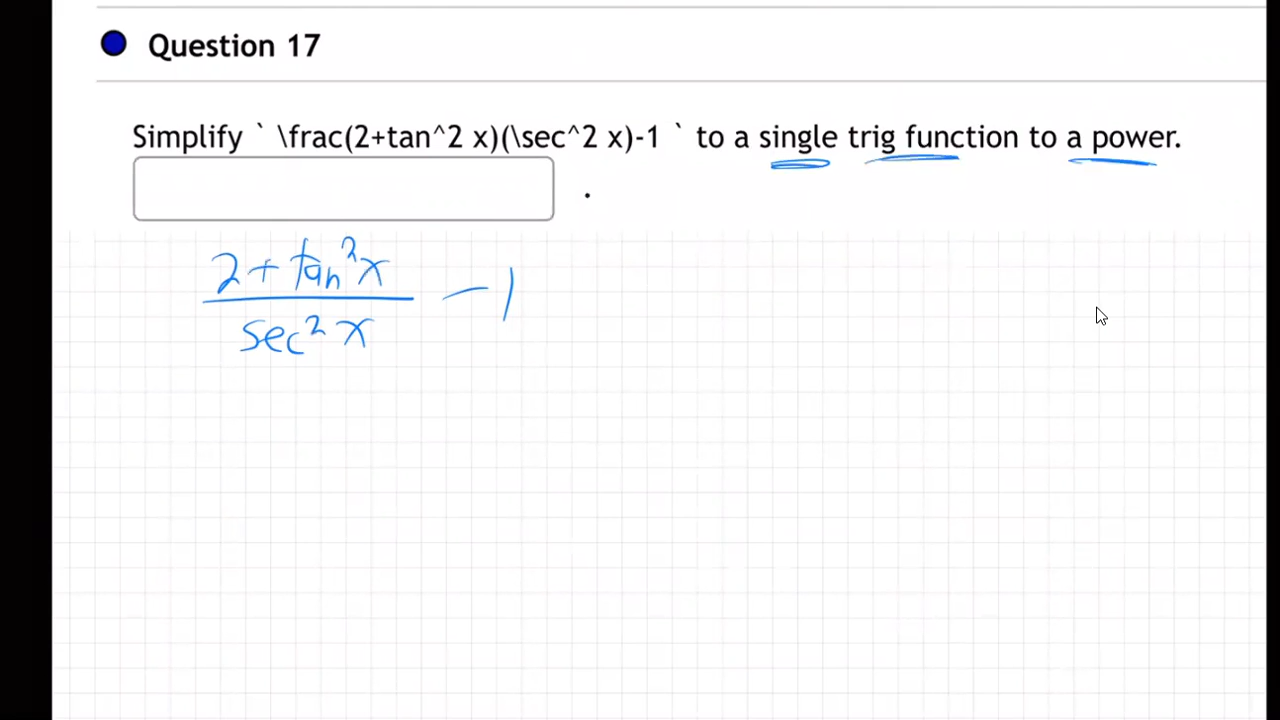 Question 17
Simplify ` \frac(2+tan^2 x)(\sec^2 x)-1 ` to a single trig function to a power.
.
2 + tan²x
sec² x
− 1